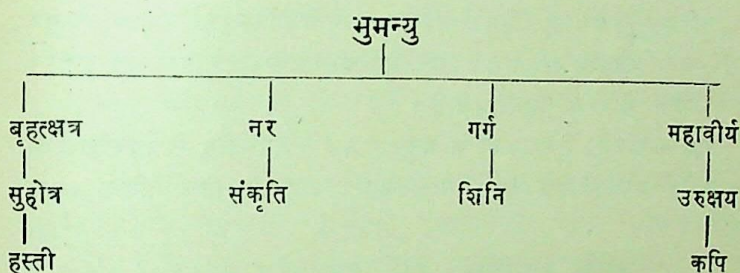 भुमन्यु
बृहत्क्षत्र नर गर्ग महावीर्य
सुहोत्र संकृति शिनि उरुक्षय
हस्ती कपि